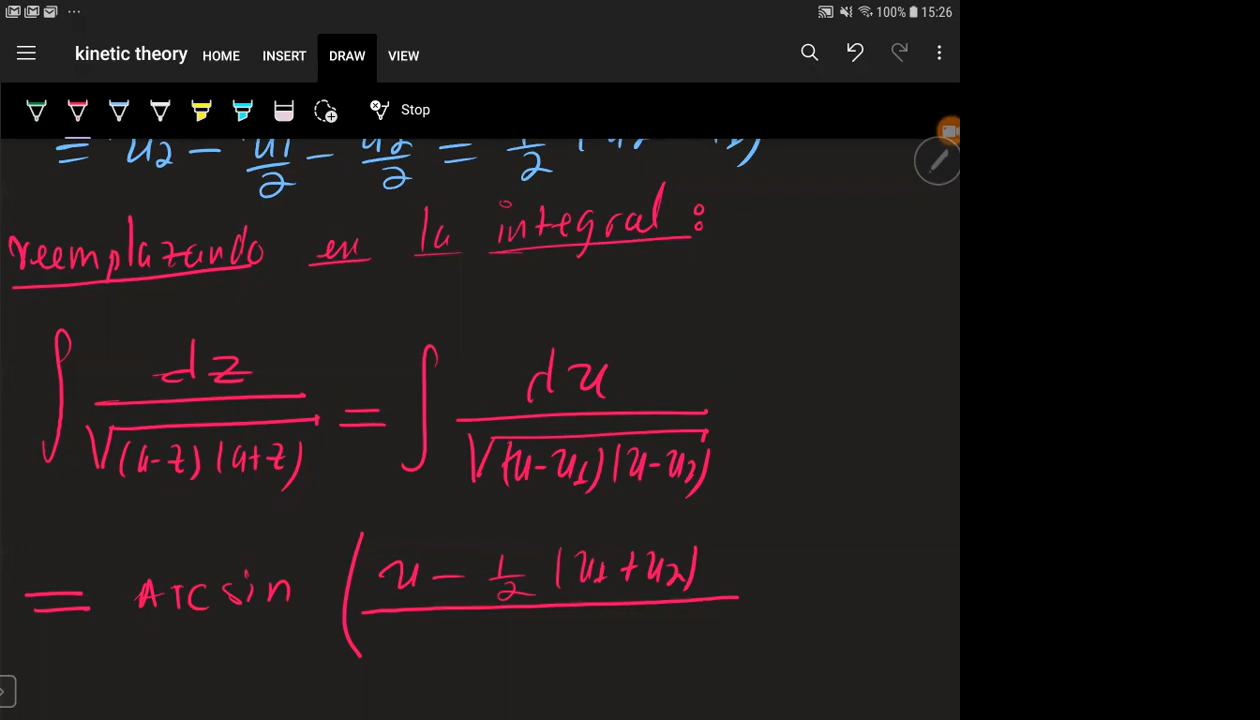 100% 15:26
kinetic theory HOME INSERT DRAW VIEW
Stop
= u2 - u1/2 - u2/2 = 1/2 (
reemplazando en la integral:
∫ dz / √((a-z)(a+z)) = ∫ du / √((u-u1)(u-u2))
= Arcsin ( u - 1/2 (u1+u2)